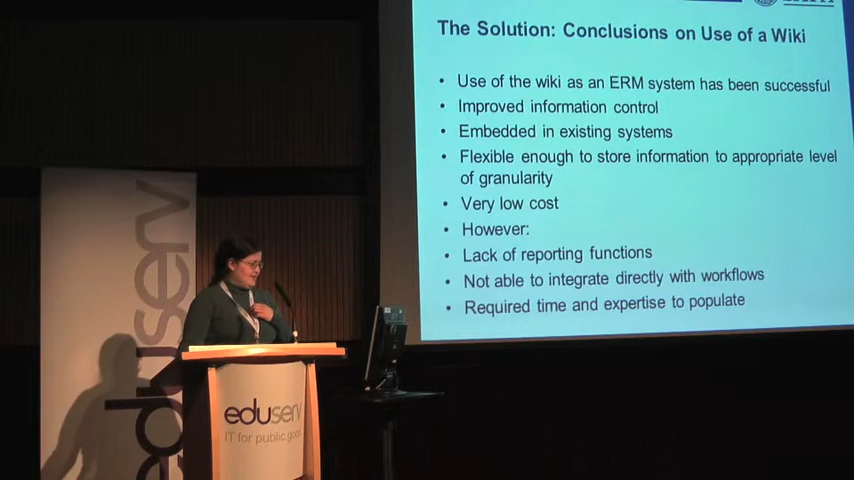 The Solution: Conclusions on Use of a Wiki
• Use of the wiki as an ERM system has been successful
• Improved information control
• Embedded in existing systems
• Flexible enough to store information to appropriate level
of granularity
• Very low cost
• However:
• Lack of reporting functions
• Not able to integrate directly with workflows
• Required time and expertise to populate
eduserv
eduserv
IT for public good